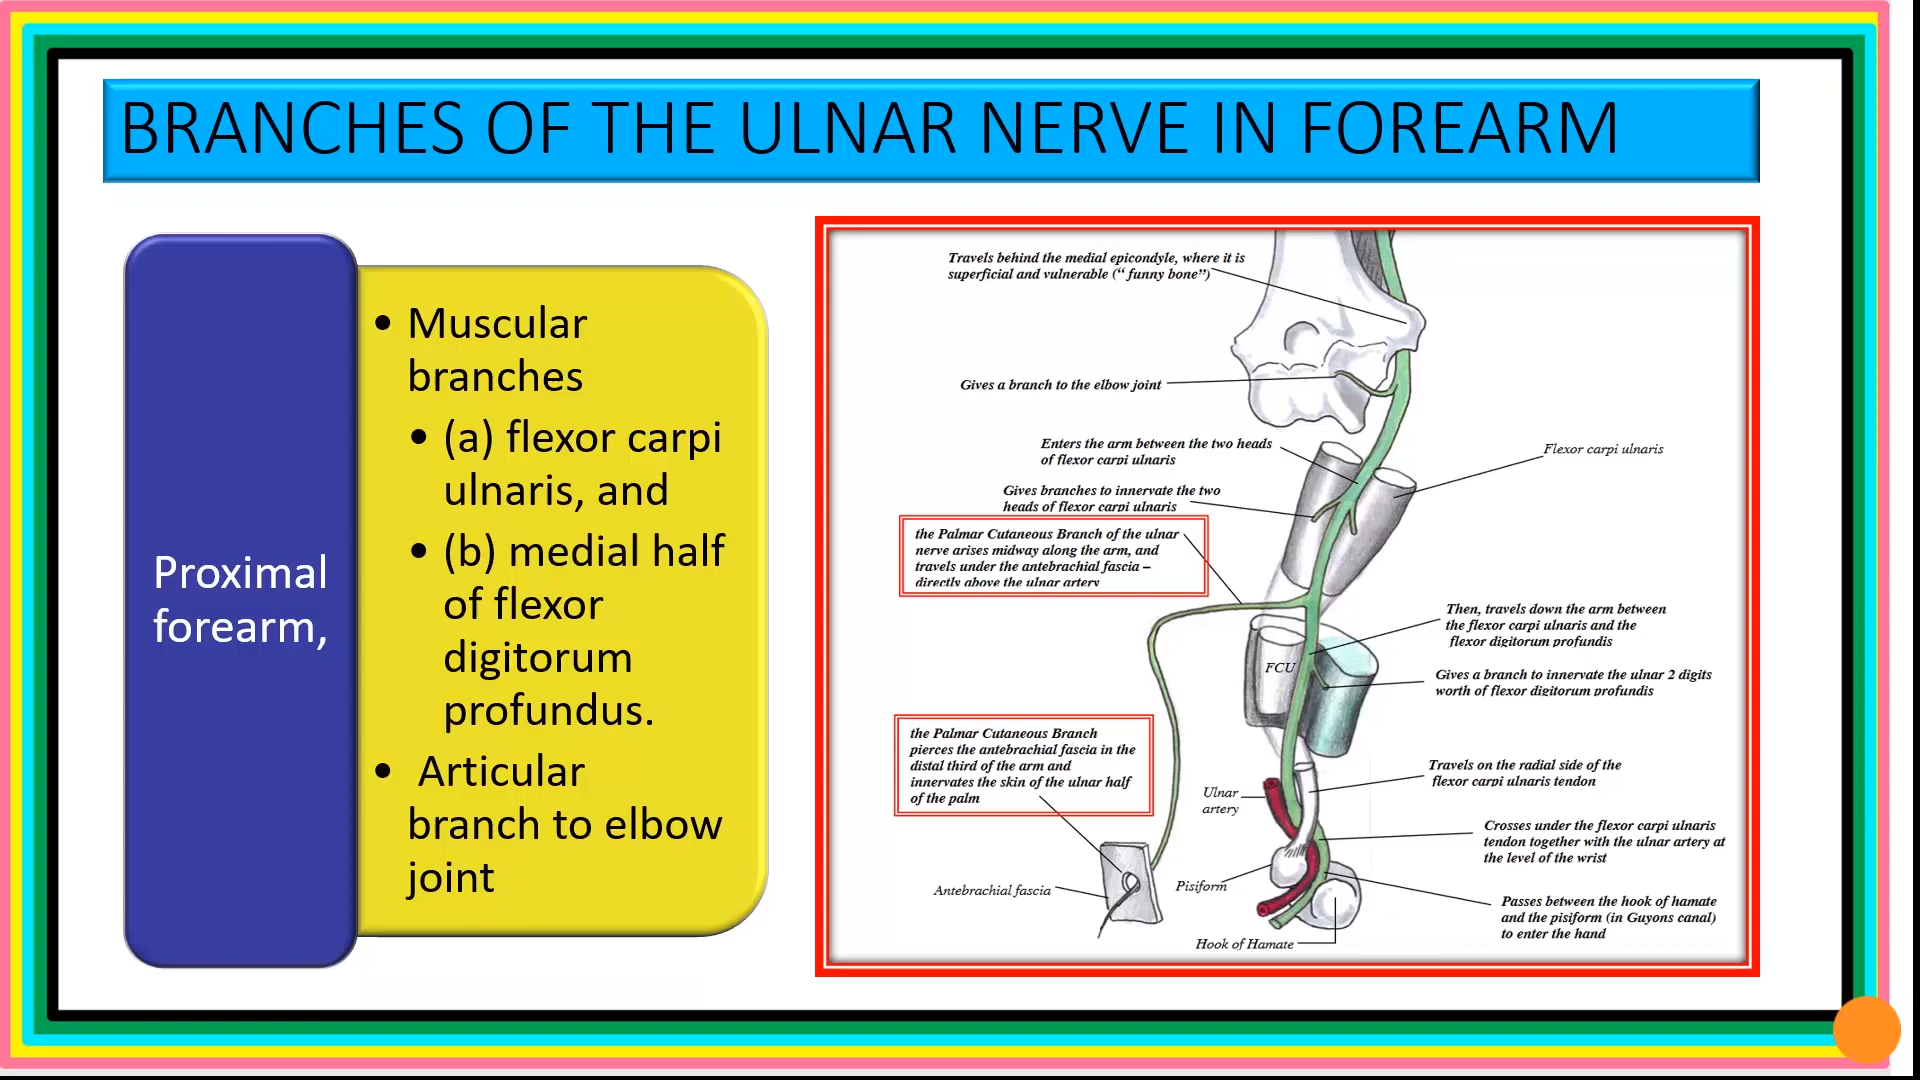 BRANCHES OF THE ULNAR NERVE IN FOREARM
Proximal
forearm,
• Muscular
branches
• (a) flexor carpi
ulnaris, and
• (b) medial half
of flexor
digitorum
profundus.
• Articular
branch to elbow
joint
Travels behind the medial epicondyle, where it is
superficial and vulnerable (“ funny bone”)
Gives a branch to the elbow joint
Enters the arm between the two heads
of flexor carpi ulnaris
Flexor carpi ulnaris
Gives branches to innervate the two
heads of flexor carpi ulnaris
the Palmar Cutaneous Branch of the ulnar
nerve arises midway along the arm, and
travels under the antebrachial fascia –
directly above the ulnar artery
Then, travels down the arm between
the flexor carpi ulnaris and the
flexor digitorum profundis
FCU
Gives a branch to innervate the ulnar 2 digits
worth of flexor digitorum profundis
the Palmar Cutaneous Branch
pierces the antebrachial fascia in the
distal third of the arm and
innervates the skin of the ulnar half
of the palm
Travels on the radial side of the
flexor carpi ulnaris tendon
Ulnar
artery
Crosses under the flexor carpi ulnaris
tendon together with the ulnar artery at
the level of the wrist
Antebrachial fascia
Pisiform
Passes between the hook of hamate
and the pisiform (in Guyons canal)
to enter the hand
Hook of Hamate